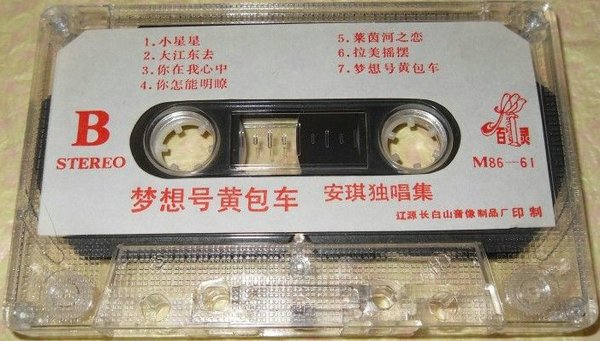 1.小星星
2.大江东去
3.你在我心中
4.你怎能明瞭
5.莱茵河之恋
6.拉美摇摆
7.梦想号黄包车
B
STEREO
百灵
M86—61
梦想号黄包车
安琪独唱集
辽源长白山音像制品厂印制